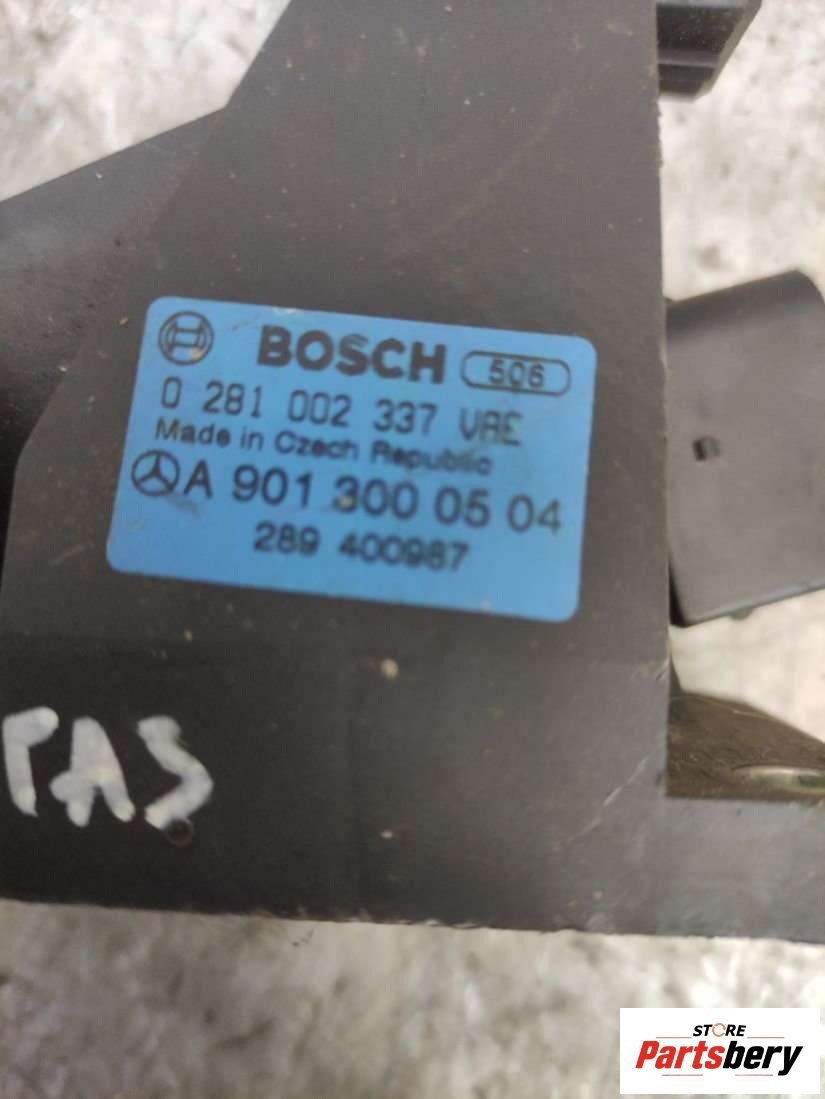 BOSCH 506
0 281 002 337 VAE
Made in Czech Republic
A 901 300 05 04
289 400987
PAS
STORE
Partsbery